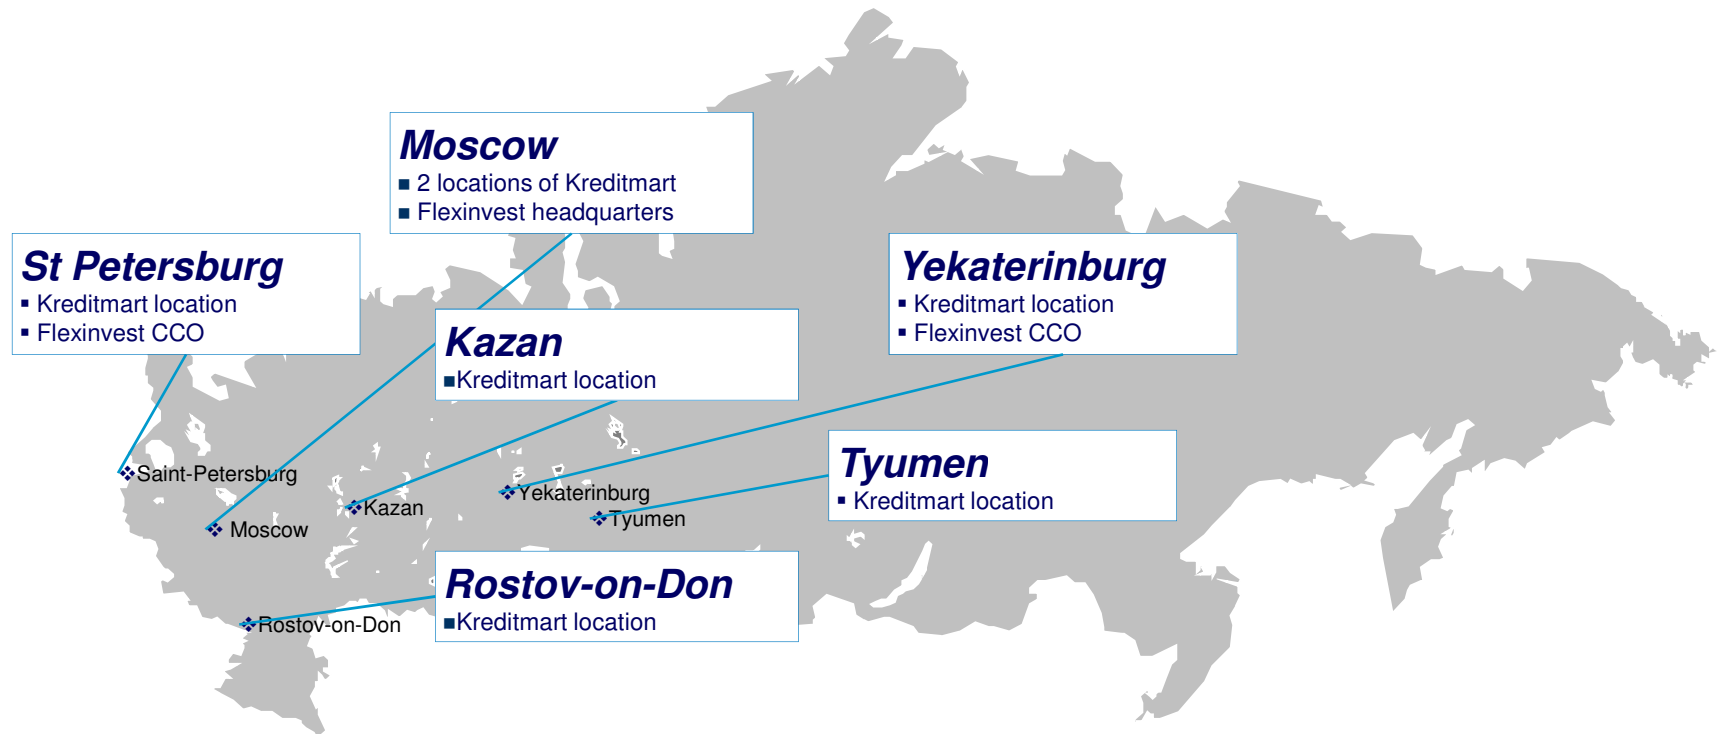 Moscow
▪ 2 locations of Kreditmart
▪ Flexinvest headquarters
St Petersburg
▪ Kreditmart location
▪ Flexinvest CCO
Yekaterinburg
▪ Kreditmart location
▪ Flexinvest CCO
Kazan
▪Kreditmart location
Tyumen
▪ Kreditmart location
Saint-Petersburg
Yekaterinburg
Kazan
Tyumen
Moscow
Rostov-on-Don
▪Kreditmart location
Rostov-on-Don